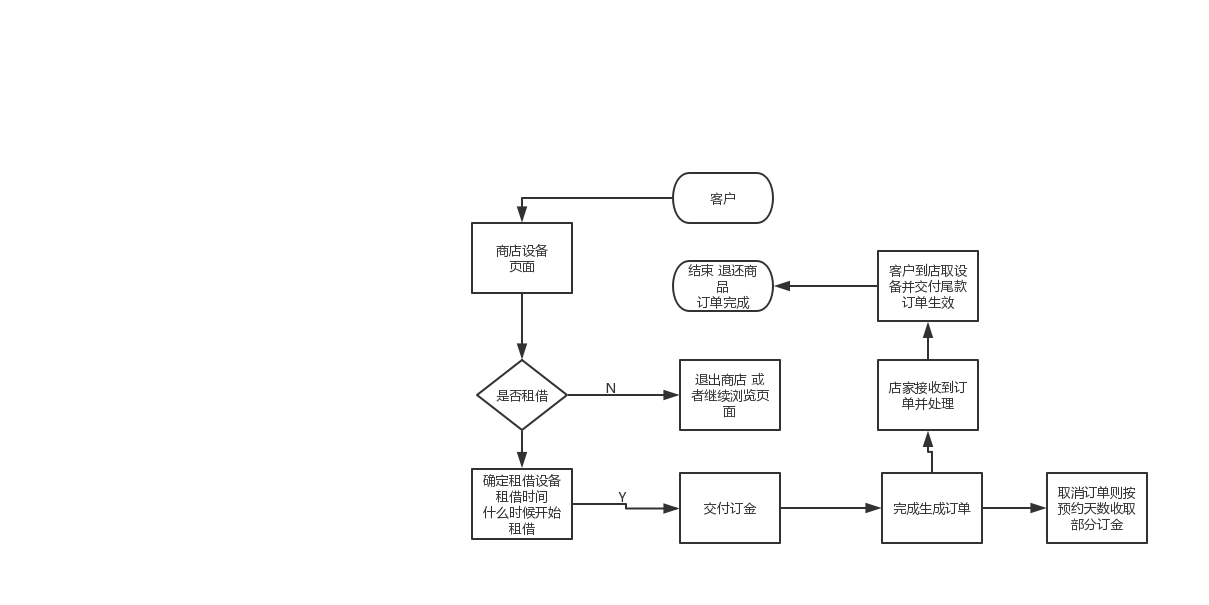 客户
商店设备
页面
是否租借
N
退出商店 或
者继续浏览页
面
确定租借设备
租借时间
什么时候开始
租借
Y
交付订金
完成生成订单
取消订单则按
预约天数收取
部分订金
店家接收到订
单并处理
客户到店取设
备并交付尾款
订单生效
结束 退还商
品
订单完成